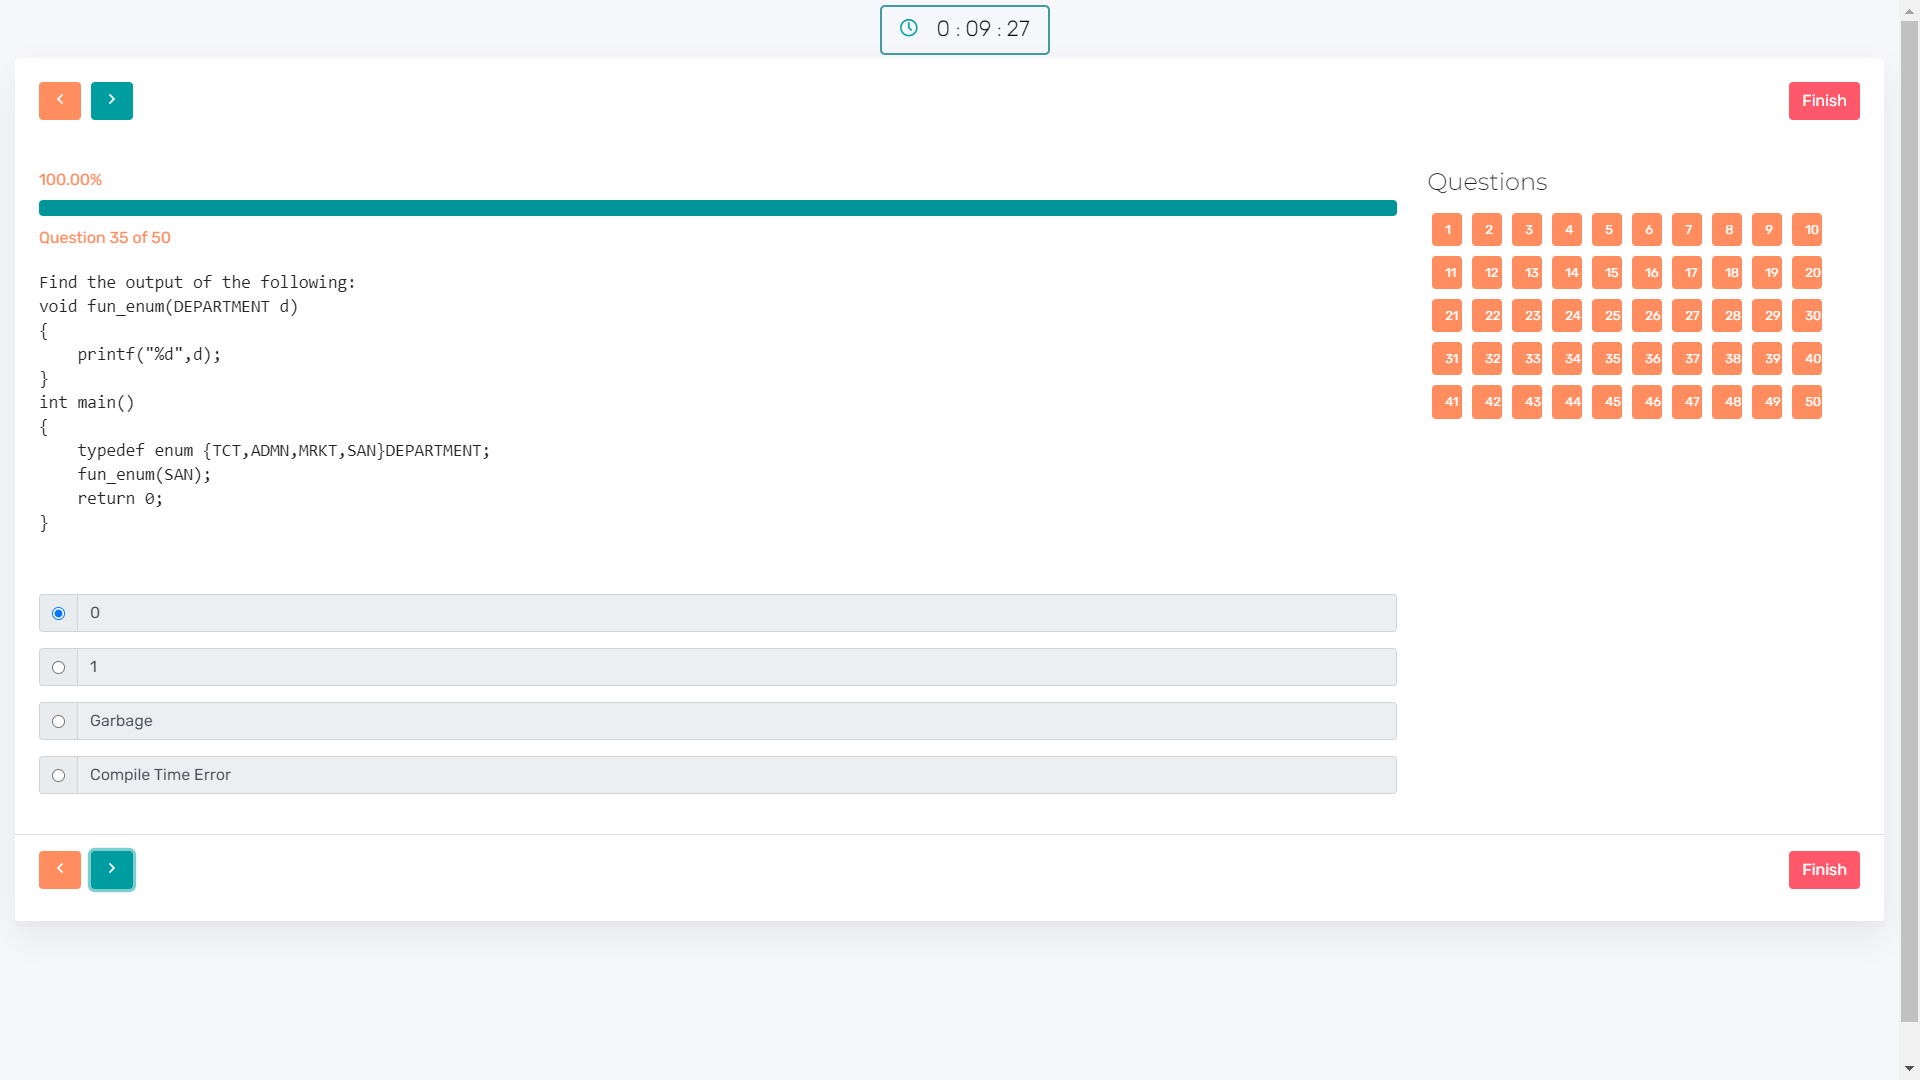 0 : 09 : 27
Finish
100.00%
Question 35 of 50
Find the output of the following:
void fun_enum(DEPARTMENT d)
{
    printf("%d",d);
}
int main()
{
    typedef enum {TCT,ADMN,MRKT,SAN}DEPARTMENT;
    fun_enum(SAN);
    return 0;
}
0
1
Garbage
Compile Time Error
Questions
1 2 3 4 5 6 7 8 9 10
11 12 13 14 15 16 17 18 19 20
21 22 23 24 25 26 27 28 29 30
31 32 33 34 35 36 37 38 39 40
41 42 43 44 45 46 47 48 49 50
Finish